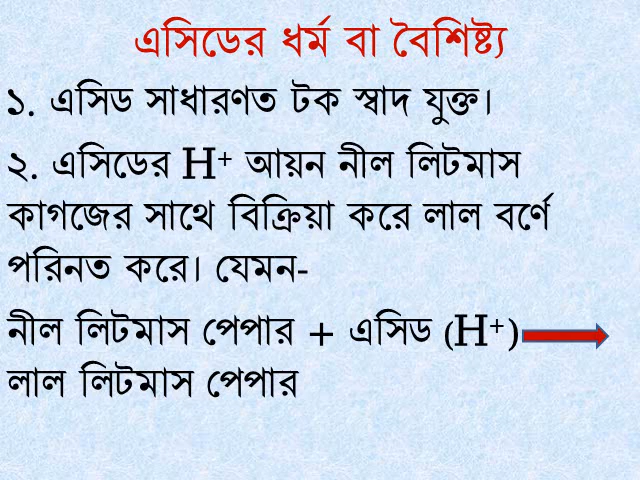 এসিডের ধর্ম বা বৈশিষ্ট্য
১. এসিড সাধারণত টক স্বাদ যুক্ত।
২. এসিডের H⁺ আয়ন নীল লিটমাস
কাগজের সাথে বিক্রিয়া করে লাল বর্ণে
পরিনত করে। যেমন-
নীল লিটমাস পেপার + এসিড (H⁺)
লাল লিটমাস পেপার